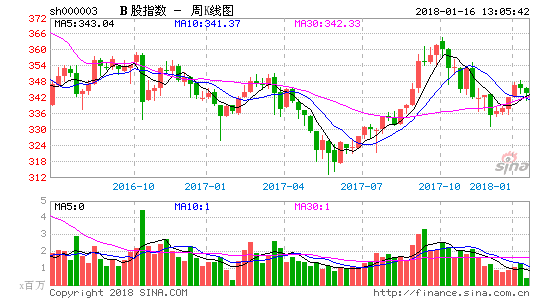 sh000003 B股指数 - 周K线图 2018-01-16 13:05:42
MA5:343.04 MA10:341.37 MA30:342.33
372
366
360
354
348
342
336
330
324
318
312
sina
2016-10 2017-01 2017-04 2017-07 2017-10 2018-01
MA5:0 MA10:1 MA30:1
5
4
3
2
1
x百万
Copyright 2018 SINA.COM http://finance.sina.com.cn/